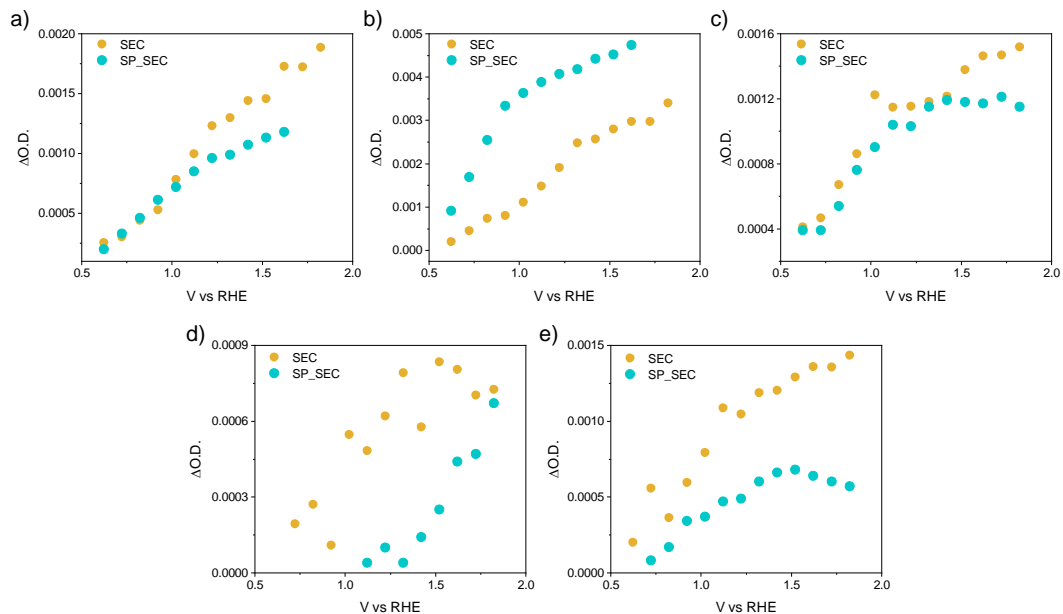 a)
0.0020
0.0015
0.0010
0.0005
ΔO.D.
SEC
SP_SEC
0.5 1.0 1.5 2.0
V vs RHE
b)
0.005
0.004
0.003
0.002
0.001
0.000
ΔO.D.
SEC
SP_SEC
0.5 1.0 1.5 2.0
V vs RHE
c)
0.0016
0.0012
0.0008
0.0004
ΔO.D.
SEC
SP_SEC
0.5 1.0 1.5 2.0
V vs RHE
d)
0.0009
0.0006
0.0003
0.0000
ΔO.D.
SEC
SP_SEC
0.5 1.0 1.5 2.0
V vs RHE
e)
0.0015
0.0010
0.0005
0.0000
ΔO.D.
SEC
SP_SEC
0.5 1.0 1.5 2.0
V vs RHE